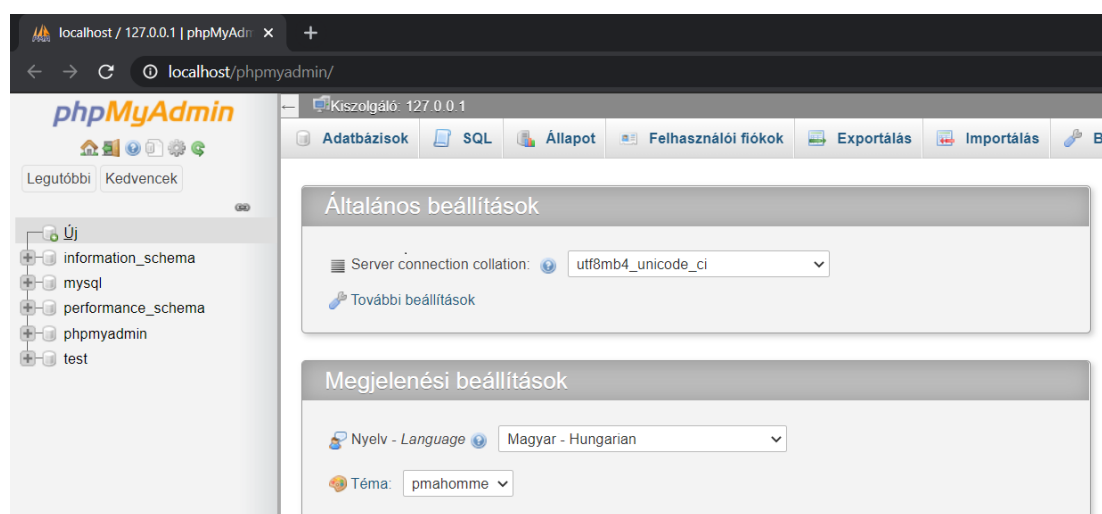 localhost / 127.0.0.1 | phpMyAdm
localhost/phpmyadmin/
phpMyAdmin
Legutóbbi Kedvencek
Új
information_schema
mysql
performance_schema
phpmyadmin
test
Kiszolgáló: 127.0.0.1
Adatbázisok SQL Állapot Felhasználói fiókok Exportálás Importálás B
Általános beállítások
Server connection collation: utf8mb4_unicode_ci
További beállítások
Megjelenési beállítások
Nyelv - Language Magyar - Hungarian
Téma: pmahomme